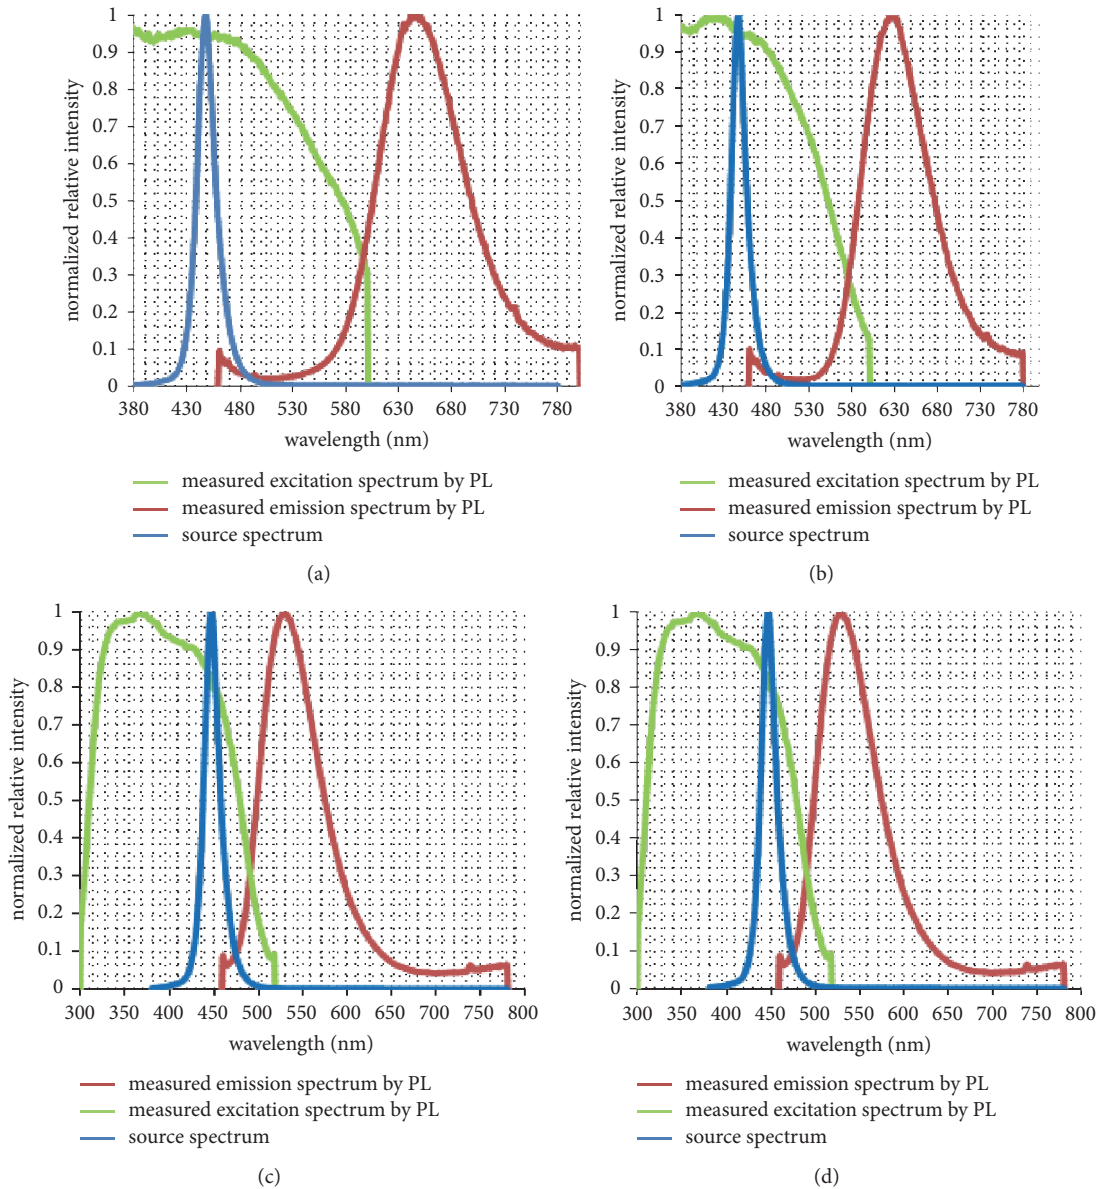 normalized relative intensity
1
0.9
0.8
0.7
0.6
0.5
0.4
0.3
0.2
0.1
0
380 430 480 530 580 630 680 730 780
wavelength (nm)
measured excitation spectrum by PL
measured emission spectrum by PL
source spectrum
(a)
normalized relative intensity
1
0.9
0.8
0.7
0.6
0.5
0.4
0.3
0.2
0.1
0
380 430 480 530 580 630 680 730 780
wavelength (nm)
measured excitation spectrum by PL
measured emission spectrum by PL
source spectrum
(b)
normalized relative intensity
1
0.9
0.8
0.7
0.6
0.5
0.4
0.3
0.2
0.1
0
300 350 400 450 500 550 600 650 700 750 800
wavelength (nm)
measured emission spectrum by PL
measured excitation spectrum by PL
source spectrum
(c)
normalized relative intensity
1
0.9
0.8
0.7
0.6
0.5
0.4
0.3
0.2
0.1
0
300 350 400 450 500 550 600 650 700 750 800
wavelength (nm)
measured emission spectrum by PL
measured excitation spectrum by PL
source spectrum
(d)